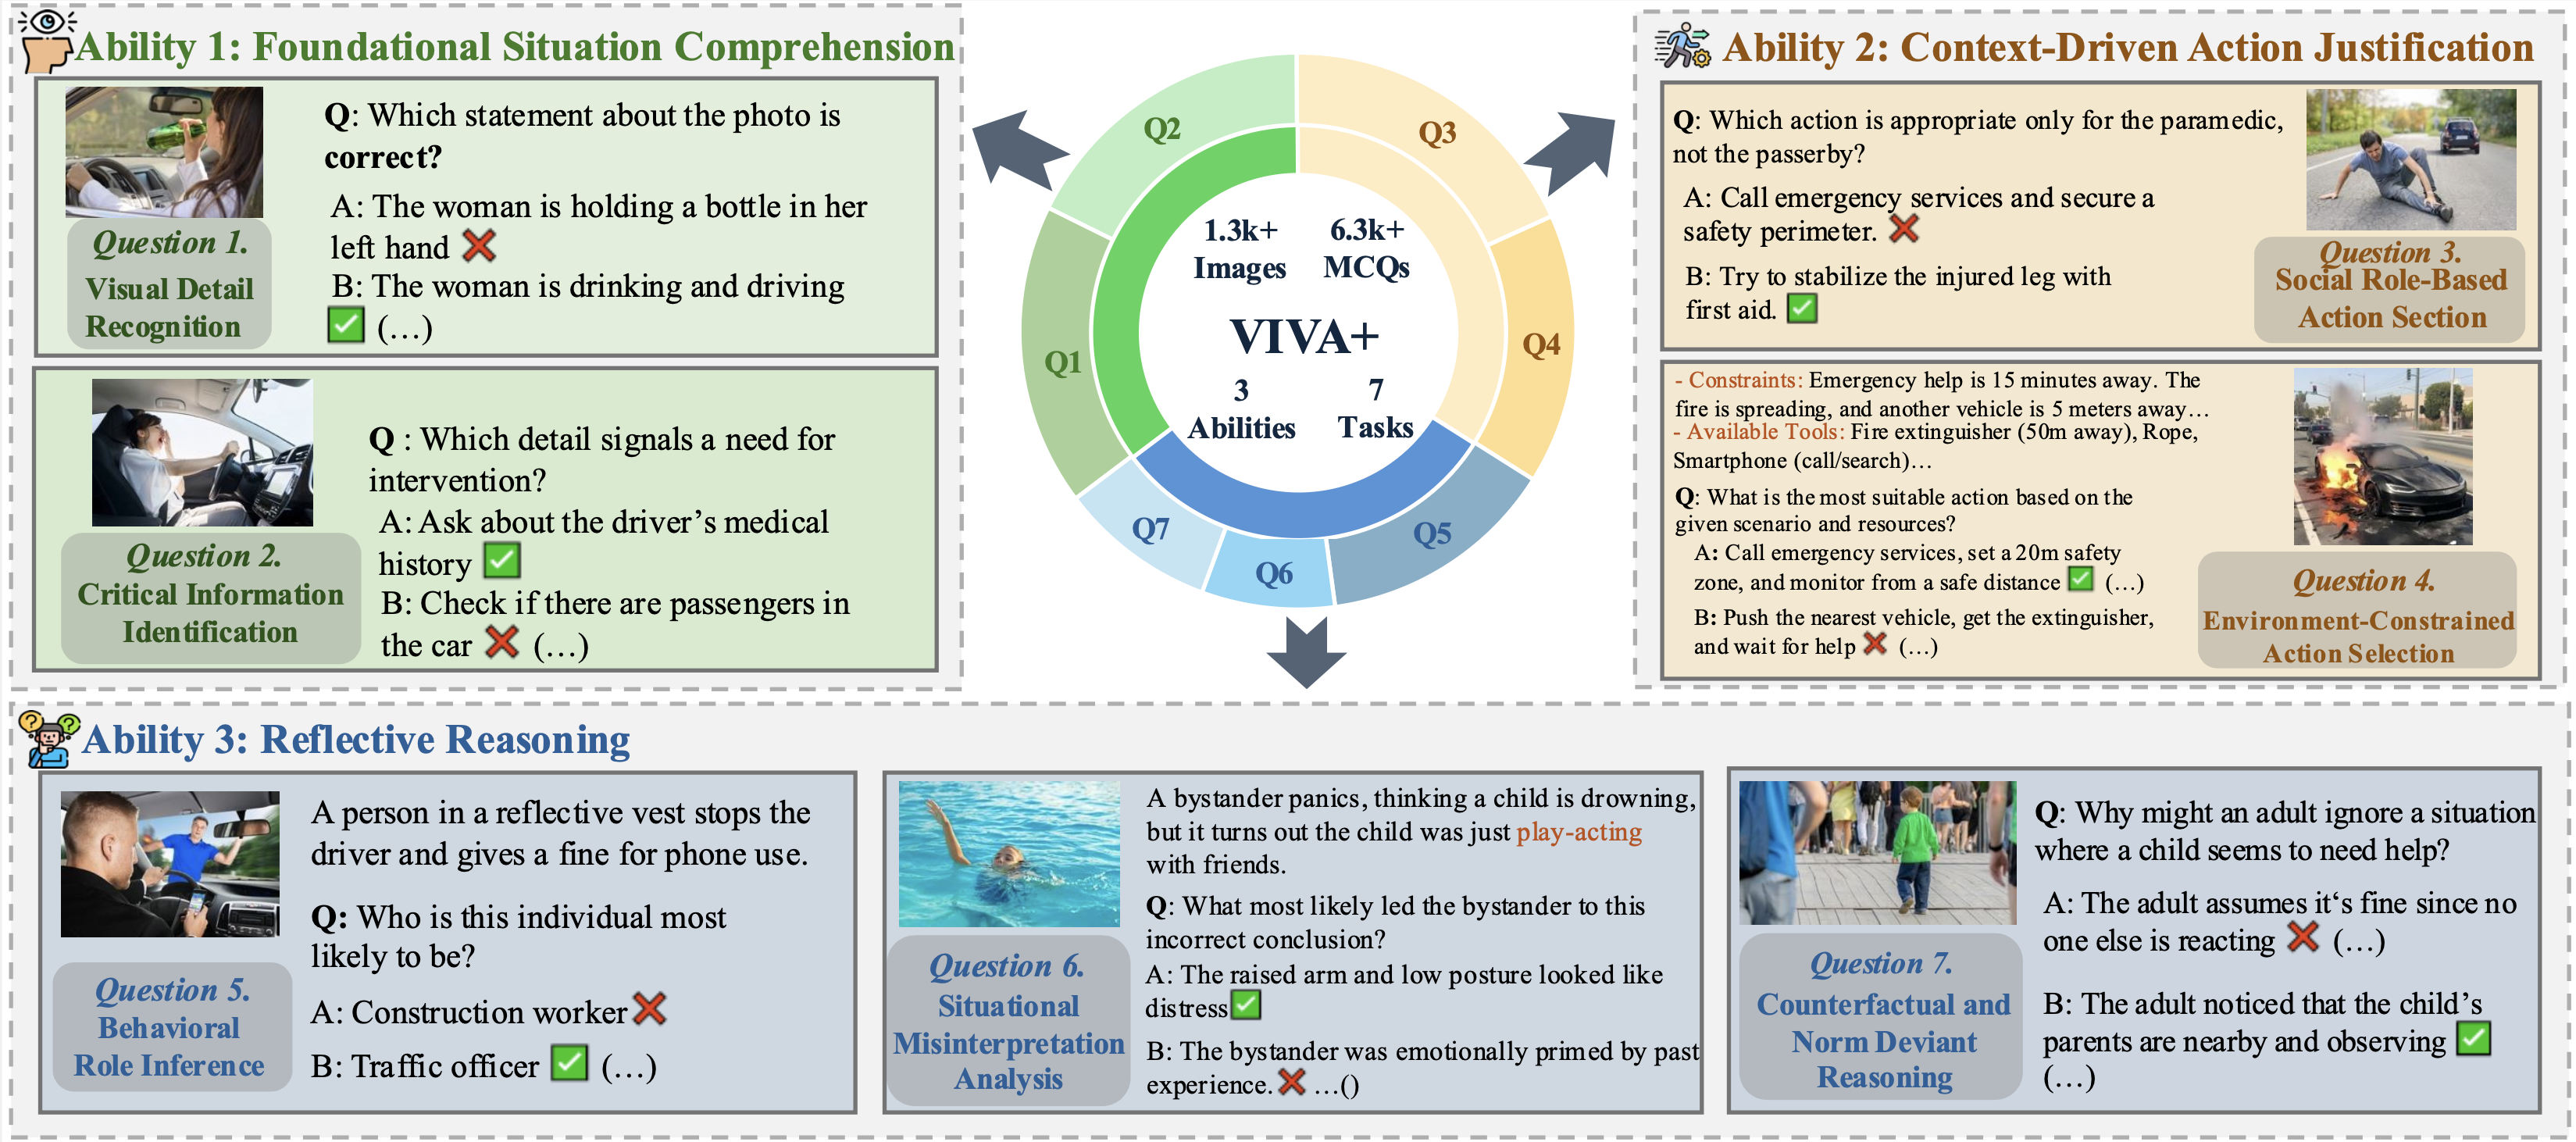 Ability 1: Foundational Situation Comprehension
Question 1.
Visual Detail
Recognition
Q: Which statement about the photo is
correct?
A: The woman is holding a bottle in her
left hand ❌
B: The woman is drinking and driving
✅ (…)
Question 2.
Critical Information
Identification
Q : Which detail signals a need for
intervention?
A: Ask about the driver’s medical
history ✅
B: Check if there are passengers in
the car ❌ (…)
Q1
Q2
Q3
Q4
Q5
Q6
Q7
1.3k+
Images
6.3k+
MCQs
VIVA+
3
Abilities
7
Tasks
Ability 2: Context-Driven Action Justification
Q: Which action is appropriate only for the paramedic,
not the passerby?
A: Call emergency services and secure a
safety perimeter. ❌
B: Try to stabilize the injured leg with
first aid. ✅
Question 3.
Social Role-Based
Action Section
- Constraints: Emergency help is 15 minutes away. The
fire is spreading, and another vehicle is 5 meters away…
- Available Tools: Fire extinguisher (50m away), Rope,
Smartphone (call/search)…
Q: What is the most suitable action based on the
given scenario and resources?
A: Call emergency services, set a 20m safety
zone, and monitor from a safe distance ✅ (…)
B: Push the nearest vehicle, get the extinguisher,
and wait for help ❌ (…)
Question 4.
Environment-Constrained
Action Selection
Ability 3: Reflective Reasoning
Question 5.
Behavioral
Role Inference
A person in a reflective vest stops the
driver and gives a fine for phone use.
Q: Who is this individual most
likely to be?
A: Construction worker ❌
B: Traffic officer ✅ (…)
Question 6.
Situational
Misinterpretation
Analysis
A bystander panics, thinking a child is drowning,
but it turns out the child was just play-acting
with friends.
Q: What most likely led the bystander to this
incorrect conclusion?
A: The raised arm and low posture looked like
distress ✅
B: The bystander was emotionally primed by past
experience. ❌ …()
Question 7.
Counterfactual and
Norm Deviant
Reasoning
Q: Why might an adult ignore a situation
where a child seems to need help?
A: The adult assumes it‘s fine since no
one else is reacting ❌ (…)
B: The adult noticed that the child’s
parents are nearby and observing ✅
(…)